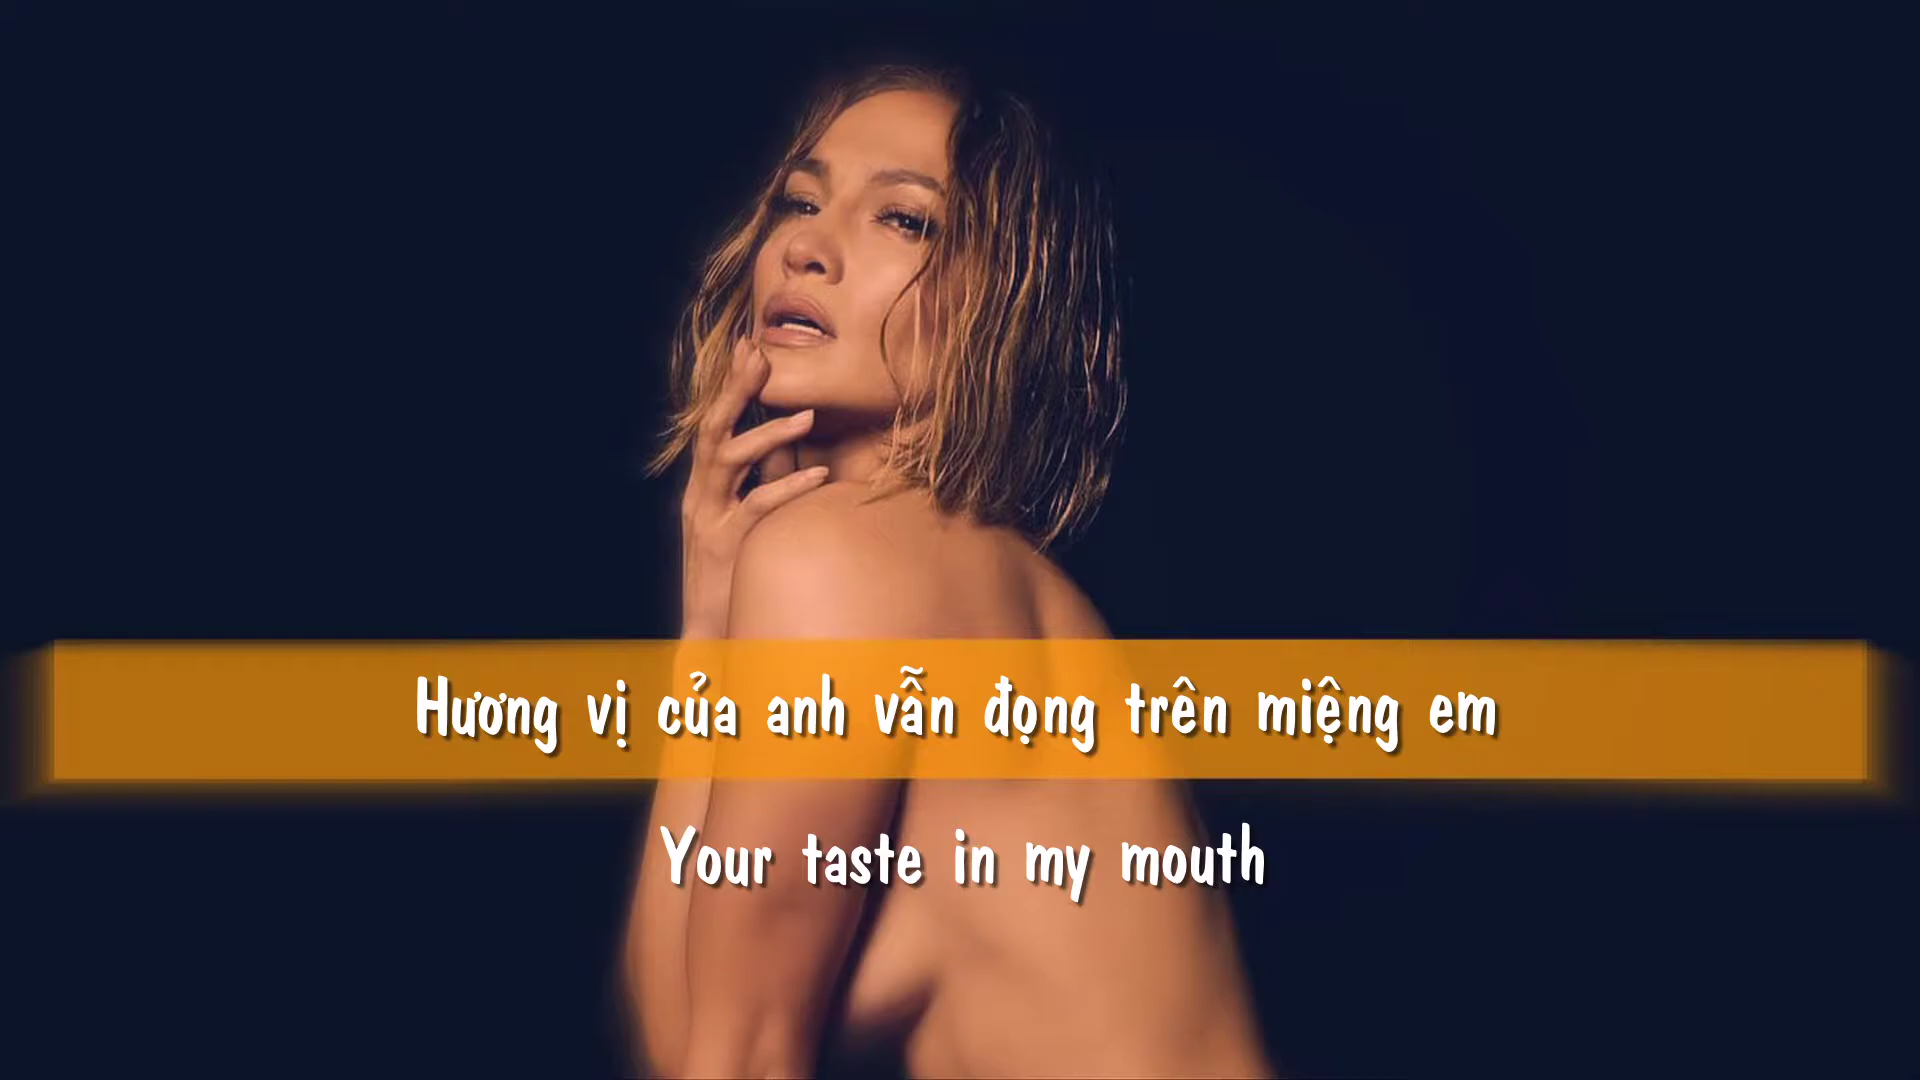 Hương vị của anh vẫn đọng trên miệng em
Your taste in my mouth